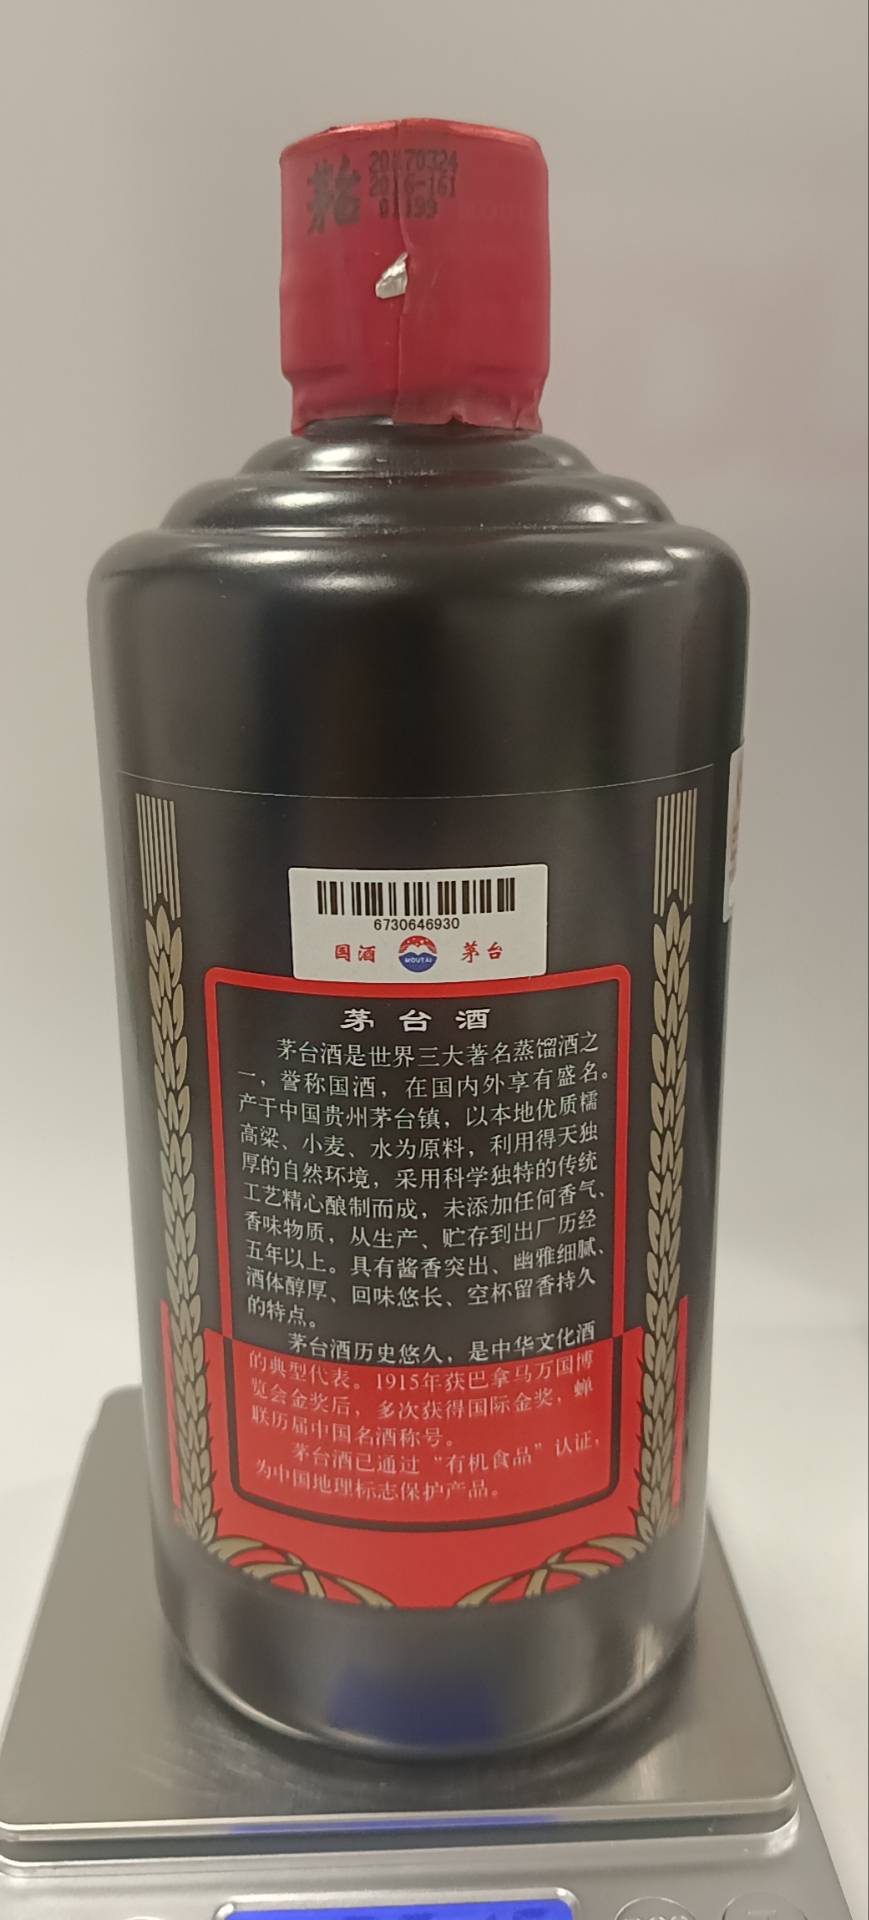 茅台
20170324
2016-161
01199
6730646930
国酒 MOUTAI 茅台
茅台酒
茅台酒是世界三大著名蒸馏酒之
一，誉称国酒，在国内外享有盛名。
产于中国贵州茅台镇，以本地优质糯
高粱、小麦、水为原料，利用得天独
厚的自然环境，采用科学独特的传统
工艺精心酿制而成，未添加任何香气、
香味物质，从生产、贮存到出厂历经
五年以上。具有酱香突出、幽雅细腻、
酒体醇厚、回味悠长、空杯留香持久
的特点。
茅台酒历史悠久，是中华文化酒
的典型代表。1915年获巴拿马万国博
览会金奖后，多次获得国际金奖，蝉
联历届中国名酒称号。
茅台酒已通过“有机食品”认证，
为中国地理标志保护产品。